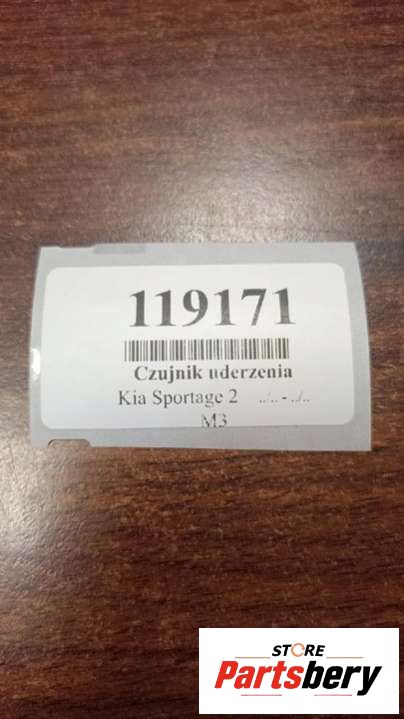 119171
Czujnik uderzenia
Kia Sportage 2 ../.. - ../..
M3
STORE
Partsbery